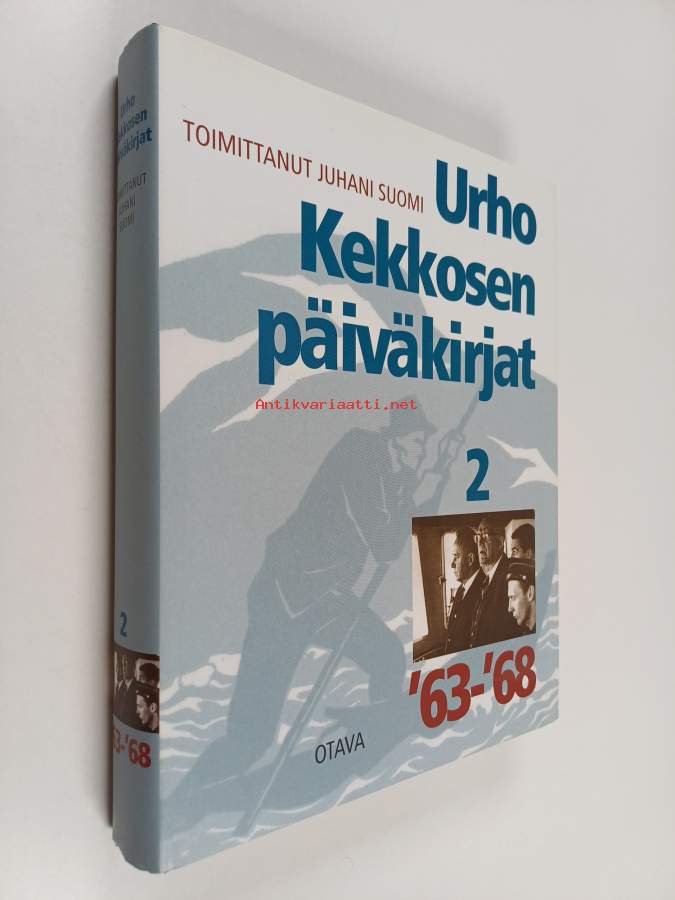 TOIMITTANUT JUHANI SUOMI
Urho
Kekkosen
päiväkirjat
Antikvariaatti.net
2
'63-'68
OTAVA
Urho
Kekkosen
päiväkirjat
TOIMITTANUT
JUHANI
SUOMI
2
'63-'68